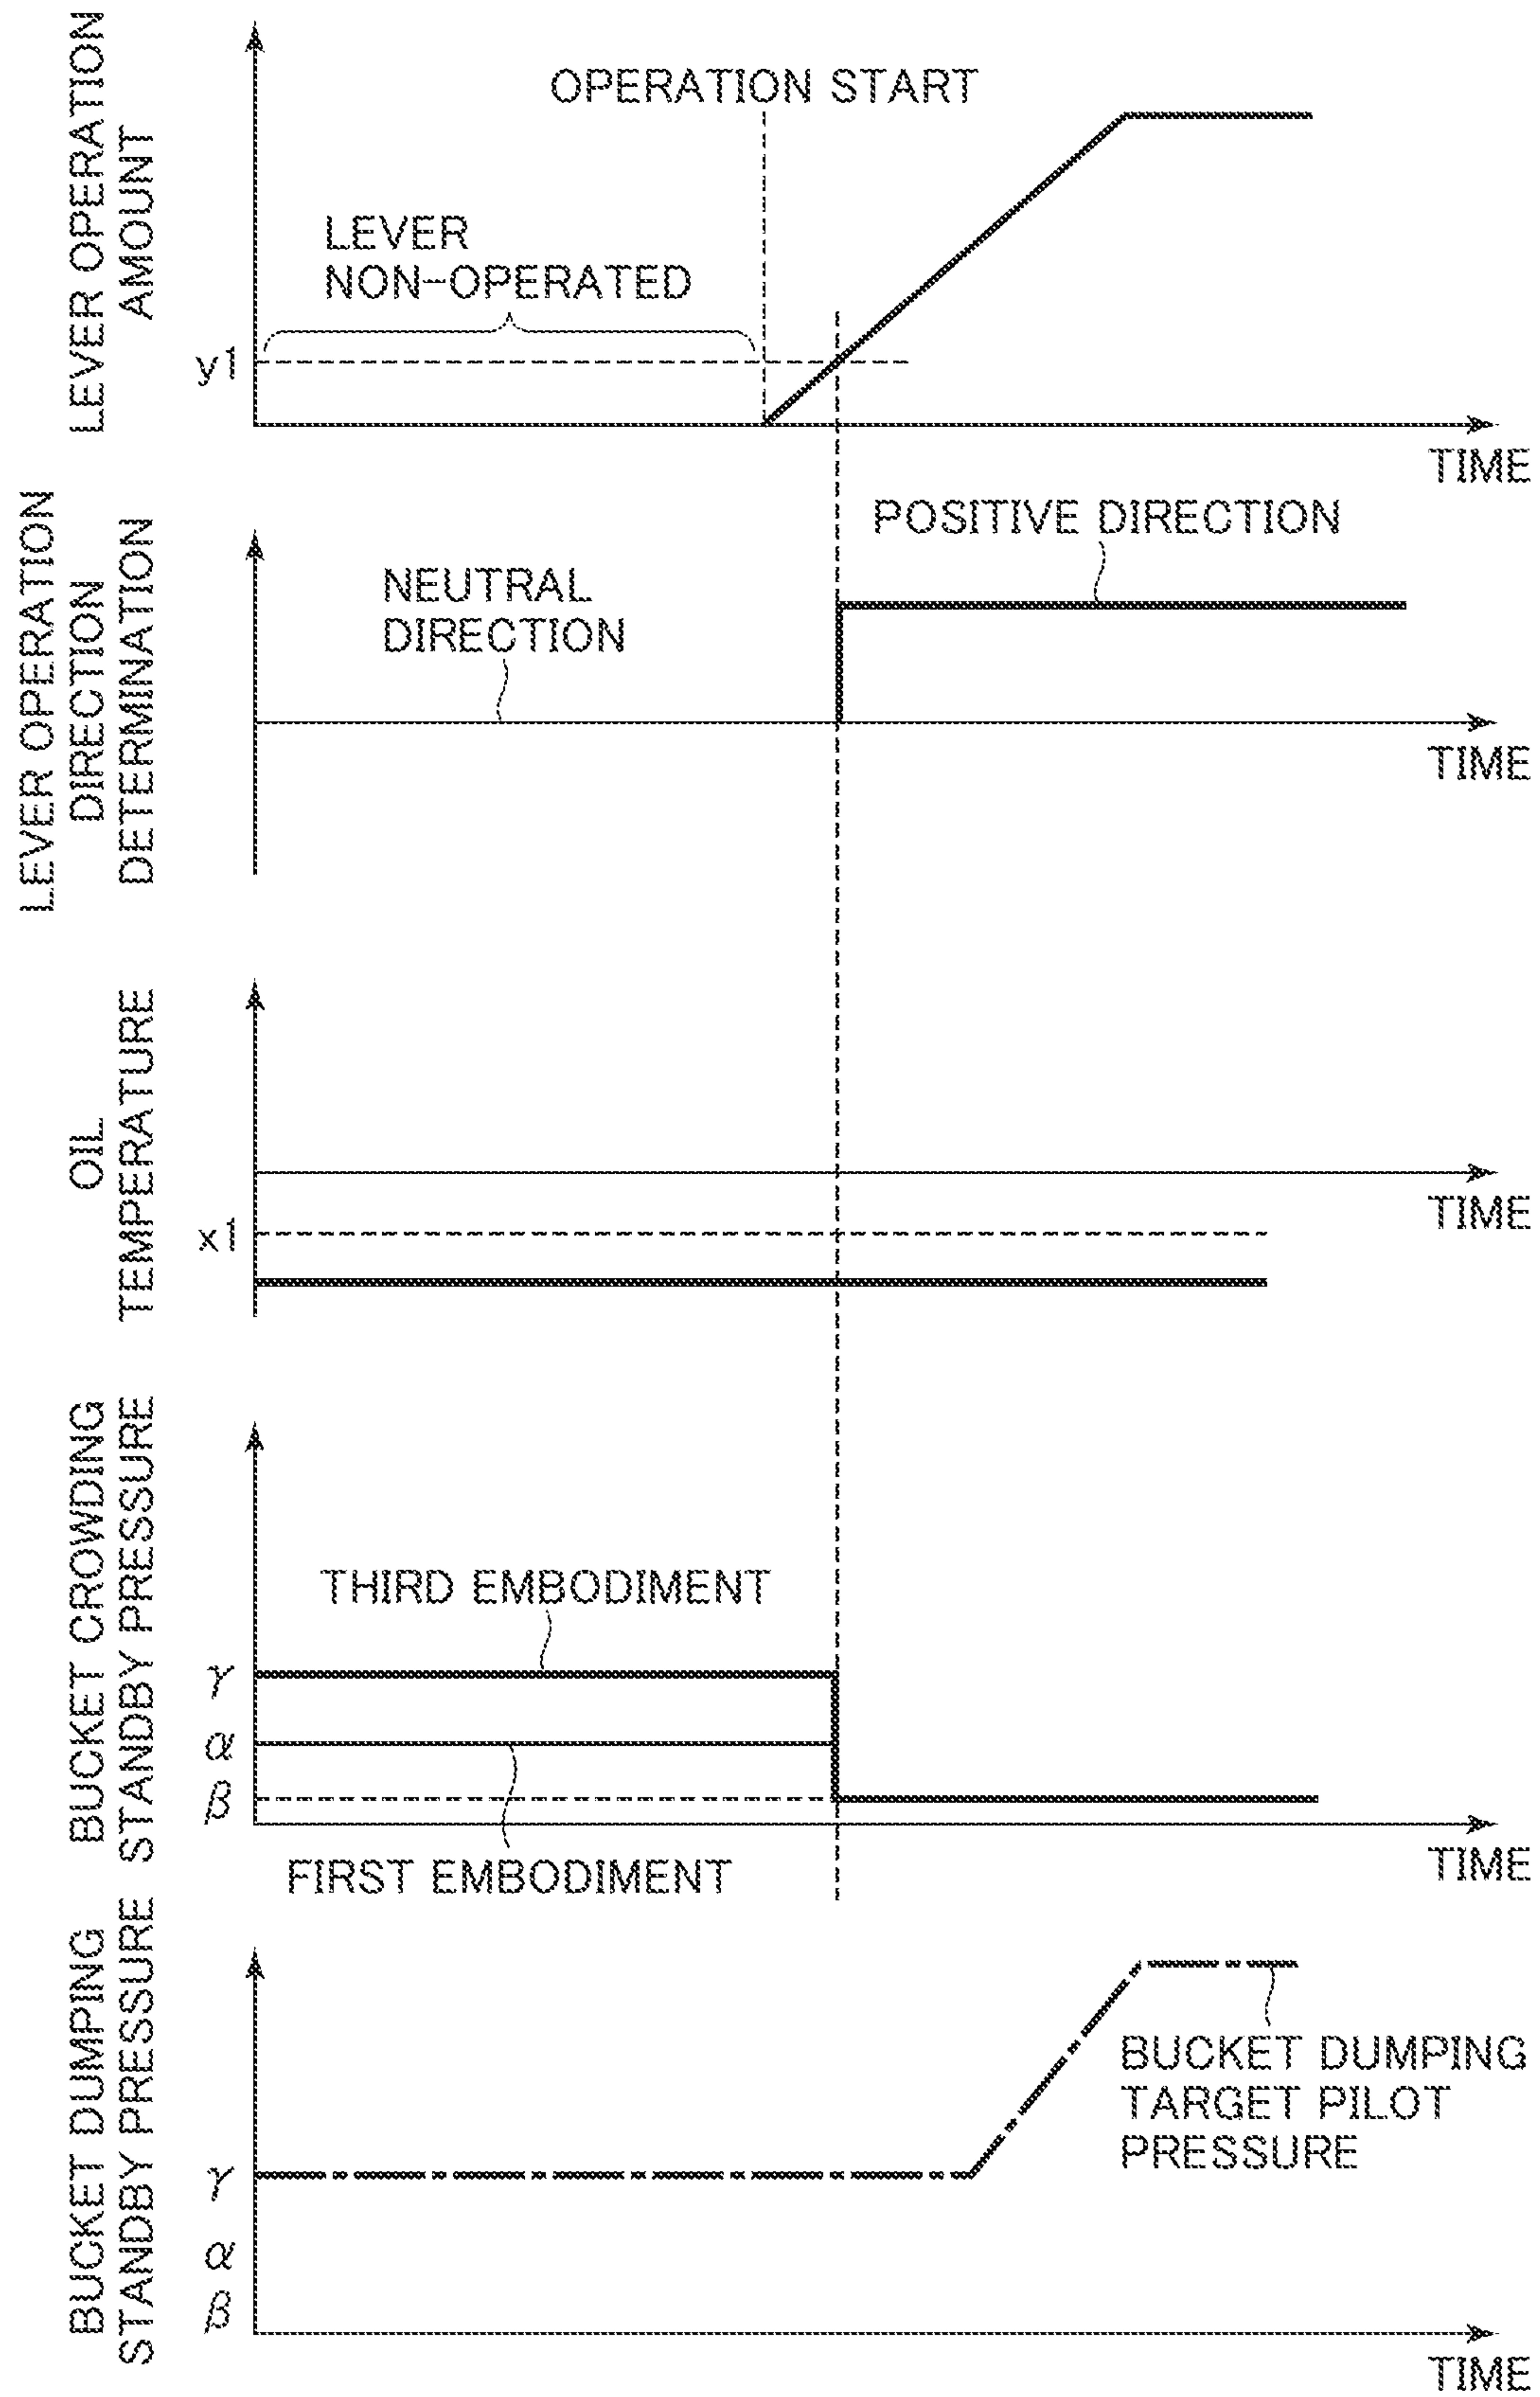 LEVER OPERATION
AMOUNT
OPERATION START
LEVER
NON-OPERATED
y1
TIME
LEVER OPERATION
DIRECTION
DETERMINATION
POSITIVE DIRECTION
NEUTRAL
DIRECTION
TIME
OIL
TEMPERATURE
x1
TIME
BUCKET CROWDING
STANDBY PRESSURE
THIRD EMBODIMENT
γ
α
β
FIRST EMBODIMENT
TIME
BUCKET DUMPING
STANDBY PRESSURE
BUCKET DUMPING
TARGET PILOT
PRESSURE
γ
α
β
TIME